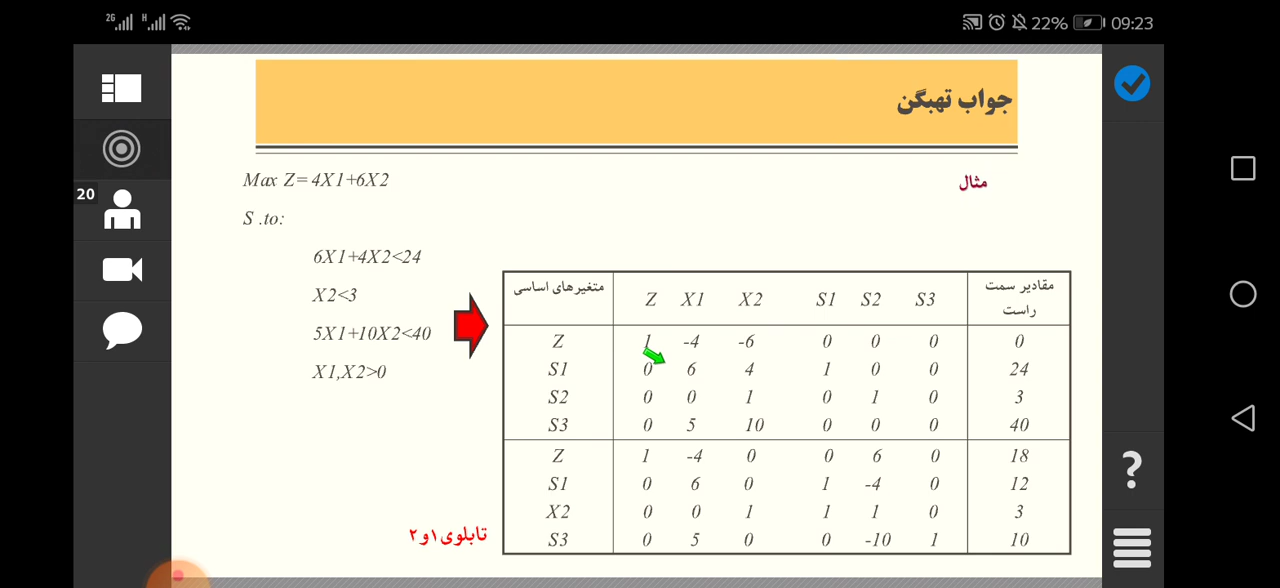 2G H 22% 09:23
جواب تهبگن
Max Z= 4X1+6X2
مثال
S .to:
6X1+4X2<24
X2<3
5X1+10X2<40
X1,X2>0
20
متغیرهای اساسی Z X1 X2 S1 S2 S3 مقادیر سمت راست
Z 1 -4 -6 0 0 0 0
S1 0 6 4 1 0 0 24
S2 0 0 1 0 1 0 3
S3 0 5 10 0 0 0 40
Z 1 -4 0 0 6 0 18
S1 0 6 0 1 -4 0 12
X2 0 0 1 1 1 0 3
S3 0 5 0 0 -10 1 10
تابلوی ۱و ۲
?